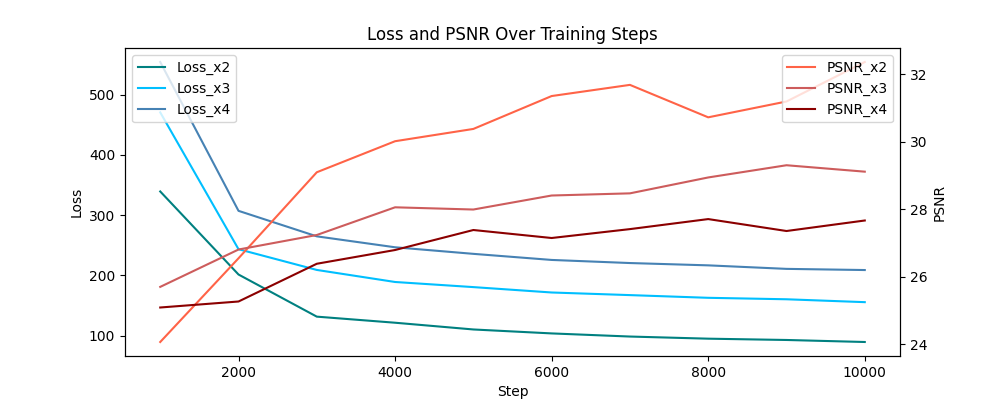 Loss and PSNR Over Training Steps
Loss_x2
Loss_x3
Loss_x4
PSNR_x2
PSNR_x3
PSNR_x4
500
400
300
200
100
Loss
32
30
28
26
24
PSNR
2000
4000
6000
8000
10000
Step